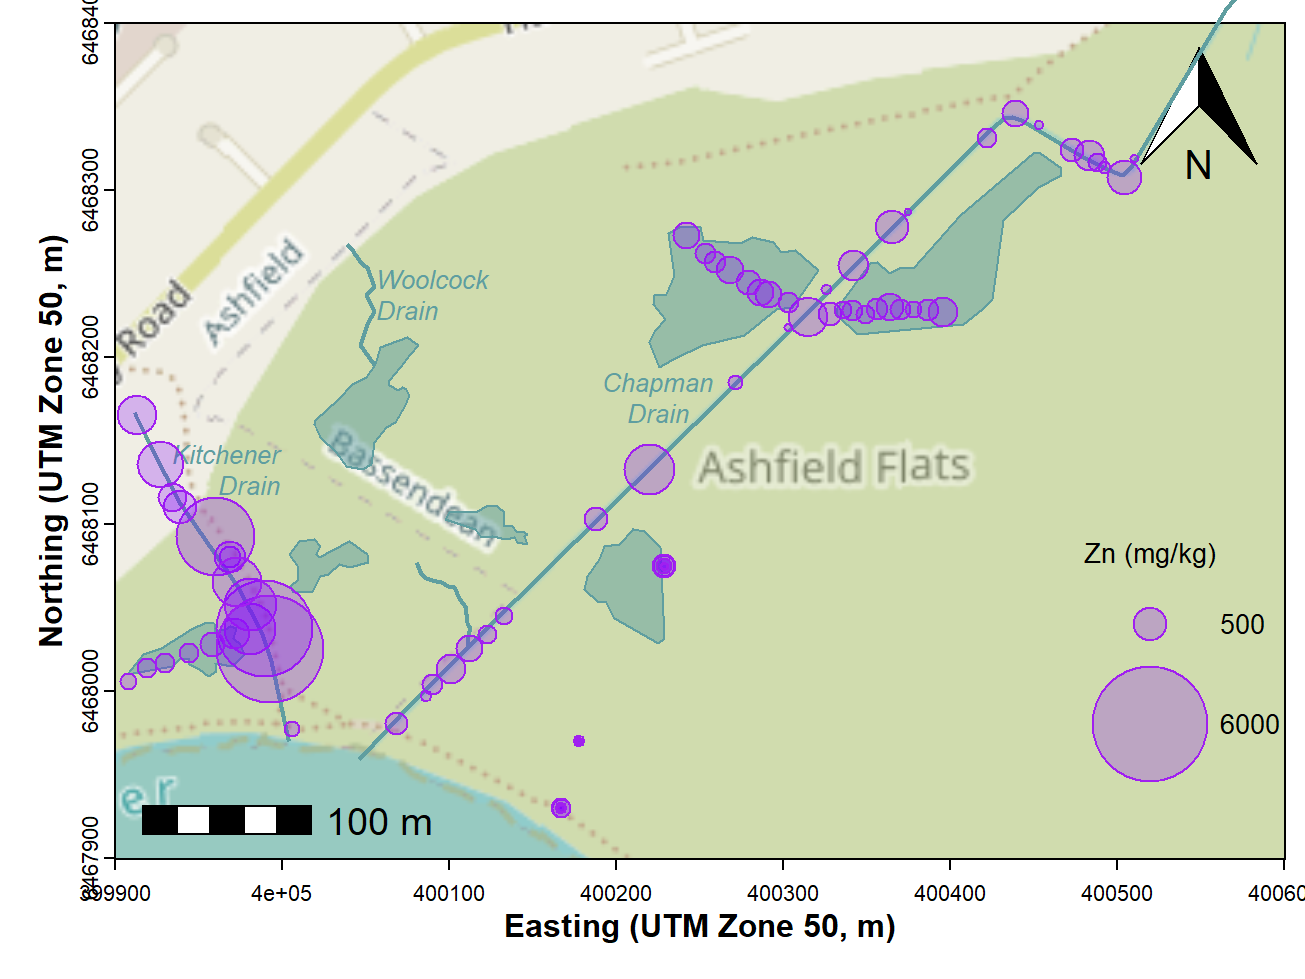 646840
6468300
6468200
6468100
6468000
6467900
Northing (UTM Zone 50, m)
Road
Ashfield
Woolcock
Drain
Kitchener
Drain
Bassendean
Chapman
Drain
Ashfield Flats
N
Zn (mg/kg)
500
6000
er
100 m
399900
4e+05
400100
400200
400300
400400
400500
40060
Easting (UTM Zone 50, m)